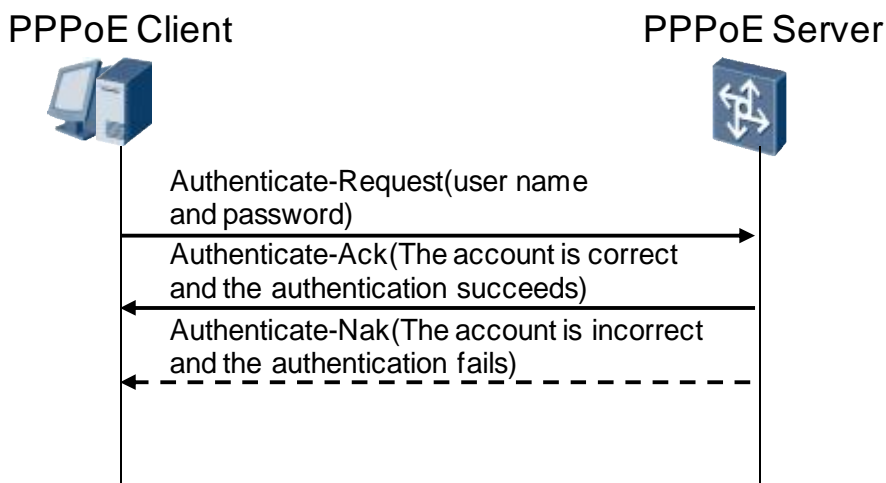 PPPoE Client
PPPoE Server
Authenticate-Request(user name
and password)
Authenticate-Ack(The account is correct
and the authentication succeeds)
Authenticate-Nak(The account is incorrect
and the authentication fails)